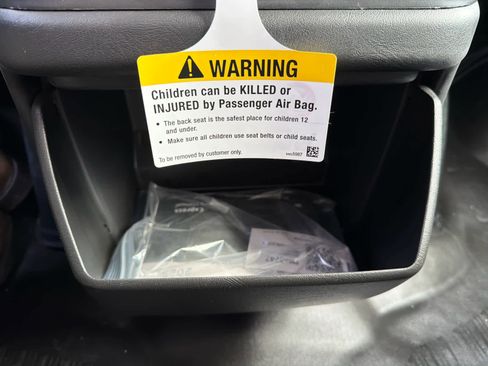 WARNING
Children can be KILLED or
INJURED by Passenger Air Bag.
• The back seat is the safest place for children 12
and under.
• Make sure all children use seat belts or child seats.
To be removed by customer only.
Express